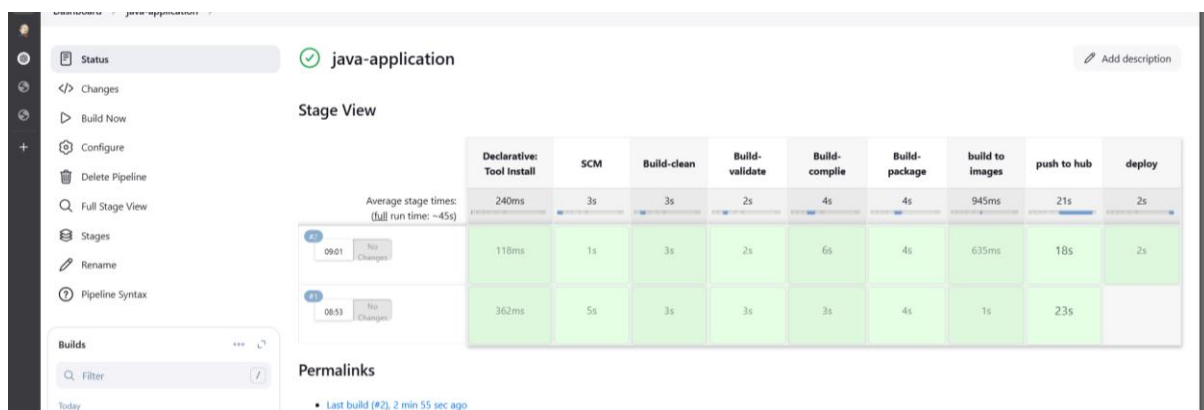 Dashboard > java-application >
Status
</> Changes
Build Now
Configure
Delete Pipeline
Full Stage View
Stages
Rename
Pipeline Syntax
Builds
Filter
/
Today
java-application
Add description
Stage View
Declarative: Tool Install
SCM
Build-clean
Build-validate
Build-complie
Build-package
build to images
push to hub
deploy
Average stage times:
(full run time: ~45s)
240ms 3s 3s 2s 4s 4s 945ms 21s 2s
#2
09:01 No Changes
118ms 1s 3s 2s 6s 4s 635ms 18s 2s
#1
08:53 No Changes
362ms 5s 3s 3s 3s 4s 1s 23s
Permalinks
Last build (#2), 2 min 55 sec ago